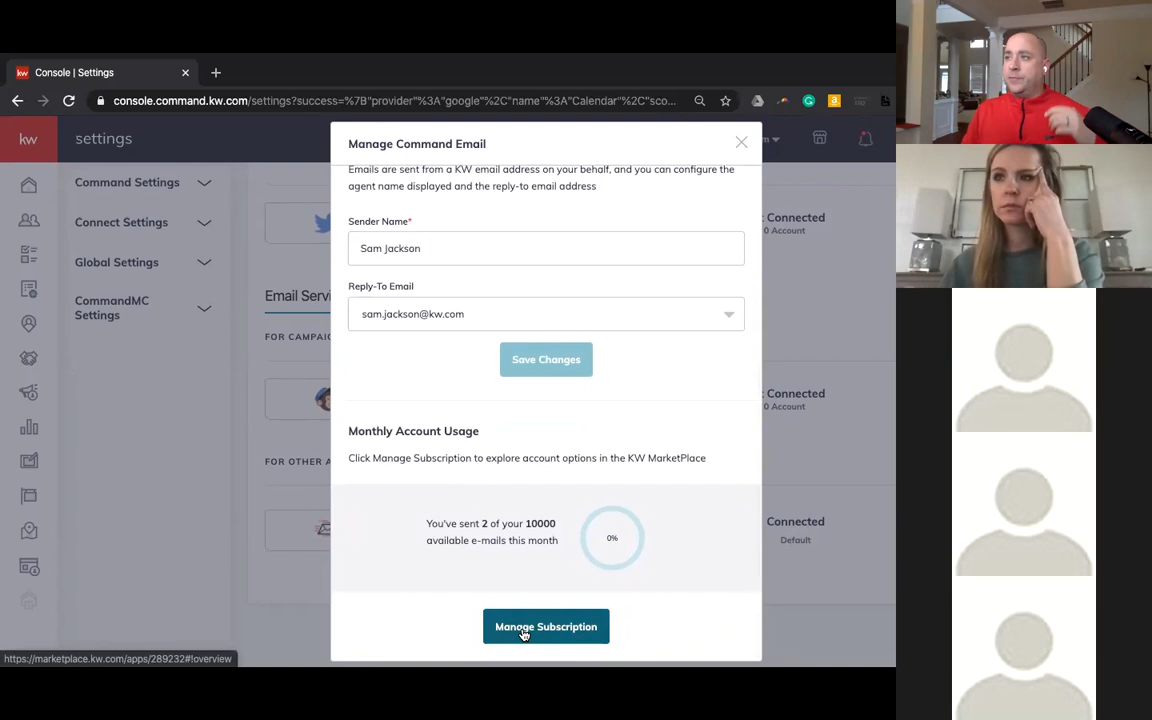 kw Console | Settings
console.command.kw.com/settings?success=%7B"provider"%3A"google"%2C"name"%3A"Calendar"%2C"sco...
kw settings
Command Settings
Connect Settings
Global Settings
CommandMC
Settings
Email Servi
FOR CAMPAI
FOR OTHER A
Manage Command Email
Emails are sent from a KW email address on your behalf, and you can configure the
agent name displayed and the reply-to email address
Sender Name*
Sam Jackson
Reply-To Email
sam.jackson@kw.com
Save Changes
Monthly Account Usage
Click Manage Subscription to explore account options in the KW MarketPlace
You've sent 2 of your 10000
available e-mails this month
0%
Manage Subscription
Connected
0 Account
Connected
0 Account
Connected
Default
https://marketplace.kw.com/apps/289232#!overview